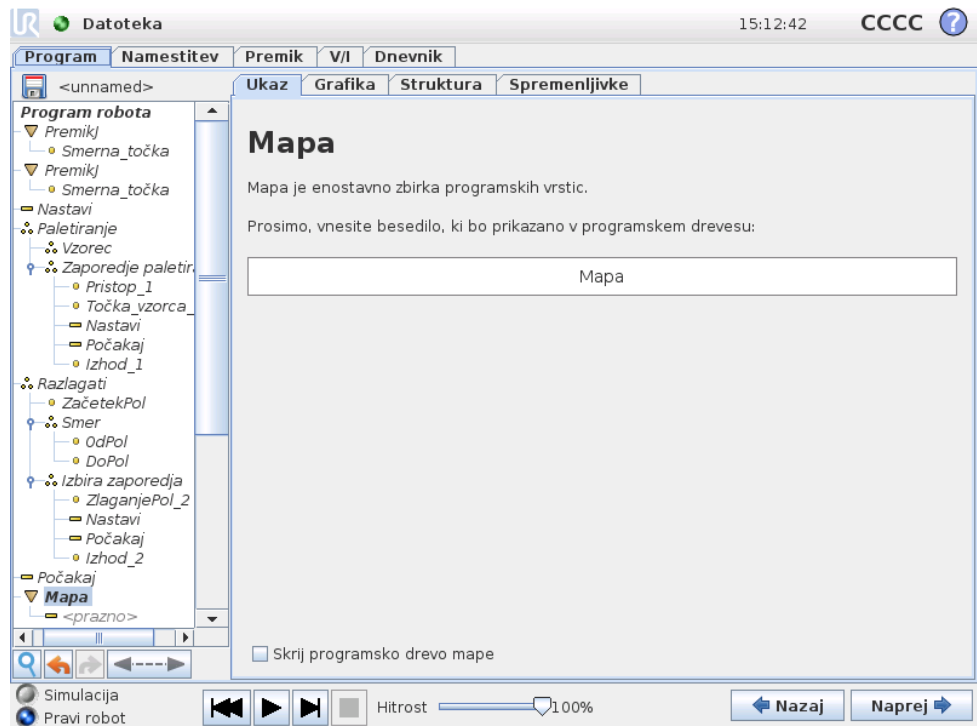 UR Datoteka 15:12:42 CCCC ?
Program Namestitev Premik V/I Dnevnik
<unnamed>
Ukaz Grafika Struktura Spremenljivke
Program robota
PremikJ
Smerna_točka
PremikJ
Smerna_točka
Nastavi
Paletiranje
Vzorec
Zaporedje paletir
Pristop_1
Točka_vzorca_
Nastavi
Počakaj
Izhod_1
Razlagati
ZačetekPol
Smer
OdPol
DoPol
Izbira zaporedja
ZlaganjePol_2
Nastavi
Počakaj
Izhod_2
Počakaj
Mapa
<prazno>
Mapa
Mapa je enostavno zbirka programskih vrstic.
Prosimo, vnesite besedilo, ki bo prikazano v programskem drevesu:
Mapa
Skrij programsko drevo mape
Simulacija
Pravi robot
Hitrost 100%
Nazaj Naprej